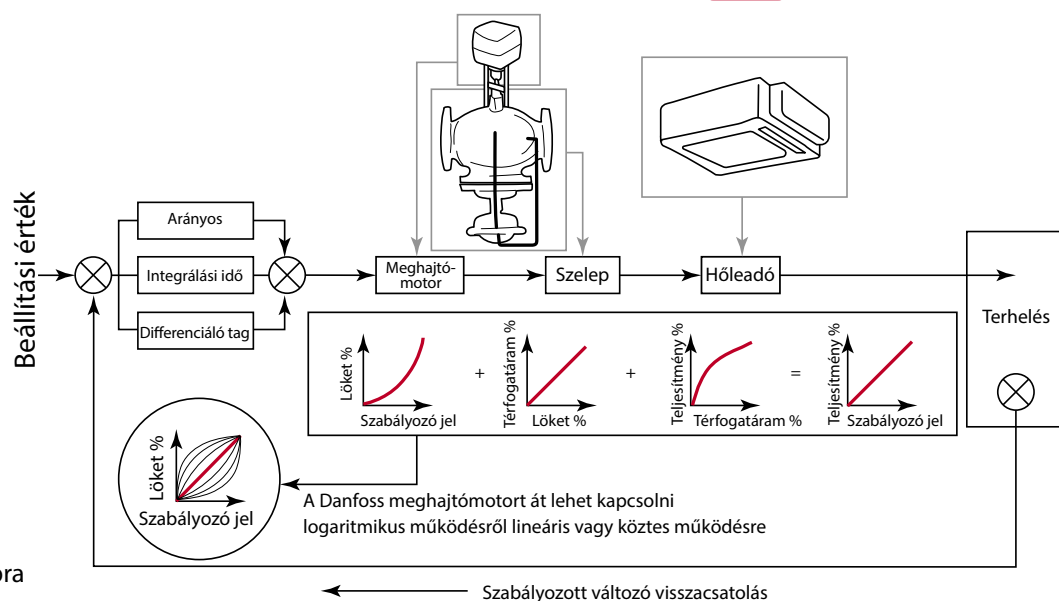 Beállítási érték
Arányos
Integrálási idő
Differenciáló tag
Meghajtó-
motor
Szelep
Hőleadó
Terhelés
Löket %
Szabályozó jel
+
Térfogatáram %
Löket %
+
Teljesítmény %
Térfogatáram %
=
Teljesítmény %
Szabályozó jel
Löket %
Szabályozó jel
A Danfoss meghajtómotort át lehet kapcsolni
logaritmikus működésről lineáris vagy köztes működésre
Szabályozott változó visszacsatolás